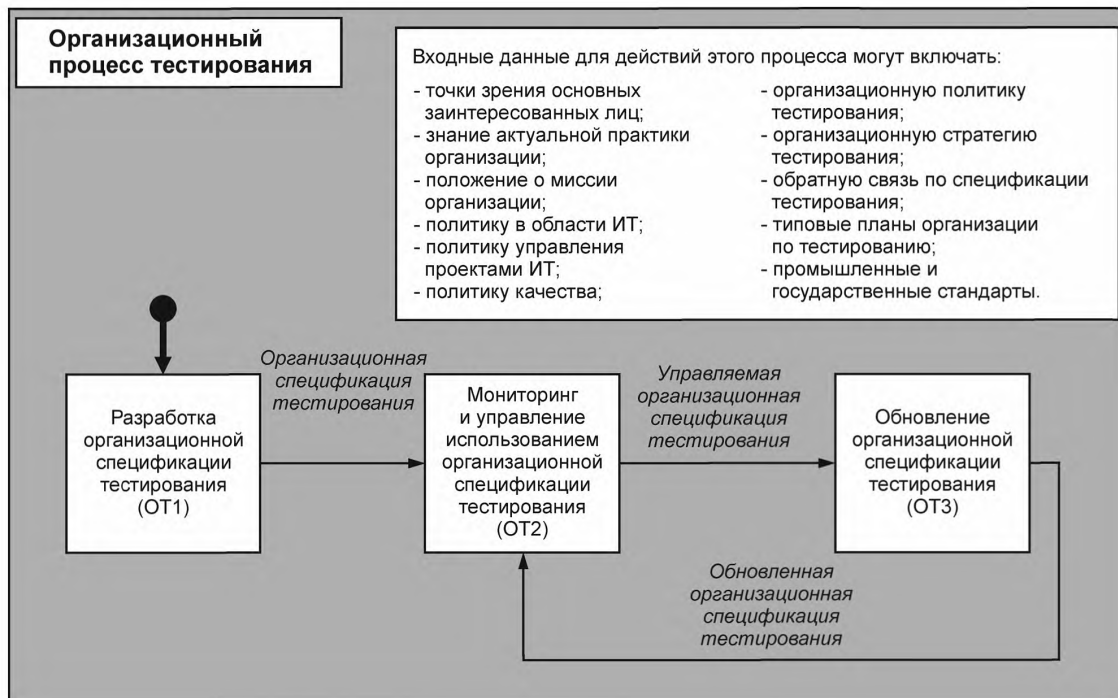 Организационный
процесс тестирования
Входные данные для действий этого процесса могут включать:
- точки зрения основных
заинтересованных лиц;
- знание актуальной практики
организации;
- положение о миссии
организации;
- политику в области ИТ;
- политику управления
проектами ИТ;
- политику качества;
- организационную политику
тестирования;
- организационную стратегию
тестирования;
- обратную связь по спецификации
тестирования;
- типовые планы организации
по тестированию;
- промышленные и
государственные стандарты.
Разработка
организационной
спецификации
тестирования
(ОТ1)
Организационная
спецификация
тестирования
Мониторинг
и управление
использованием
организационной
спецификации
тестирования
(ОТ2)
Управляемая
организационная
спецификация
тестирования
Обновление
организационной
спецификации
тестирования
(ОТ3)
Обновленная
организационная
спецификация
тестирования